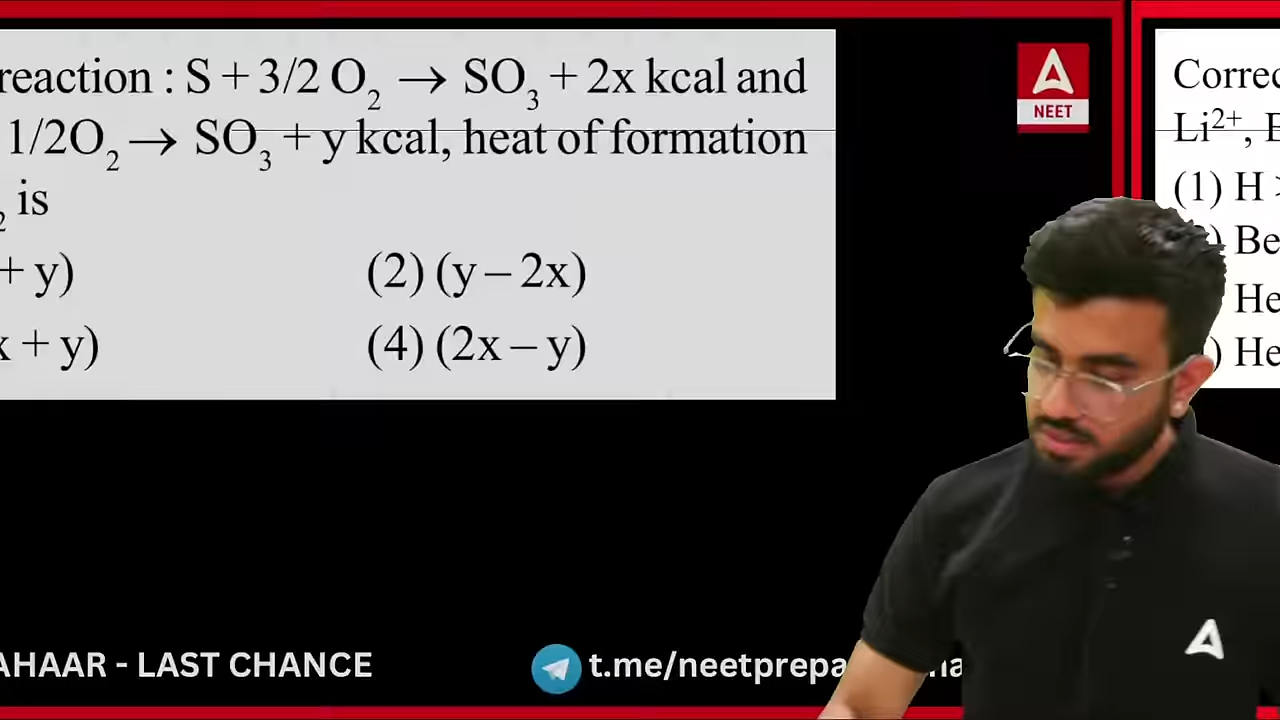 reaction : S + 3/2 O₂ → SO₃ + 2x kcal and
1/2O₂ → SO₃ + y kcal, heat of formation
₂ is
+ y)
(2) (y – 2x)
x + y)
(4) (2x – y)
NEET
Correc
Li²⁺, E
(1) H >
) Be
He
) He
AHAAR - LAST CHANCE
t.me/neetprepa